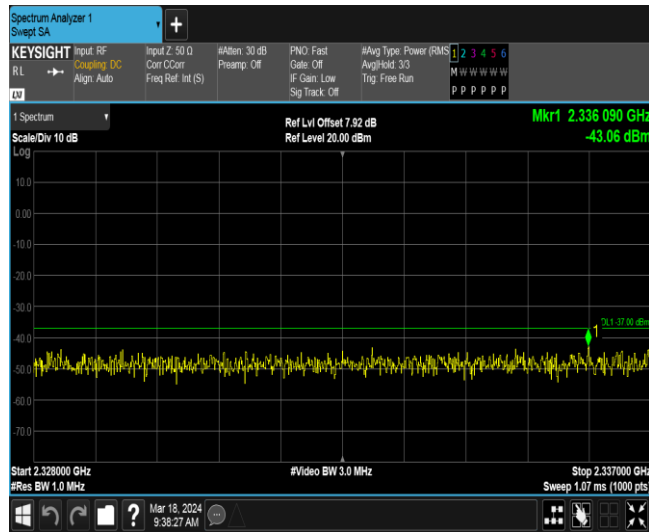 Spectrum Analyzer 1
Swept SA
KEYSIGHT
RL
LXI
Input: RF
Coupling: DC
Align: Auto
Input Z: 50 Ω
Corr CCorr
Freq Ref: Int (S)
#Atten: 30 dB
Preamp: Off
PNO: Fast
Gate: Off
IF Gain: Low
Sig Track: Off
#Avg Type: Power (RMS
Avg|Hold: 3/3
Trig: Free Run
1 2 3 4 5 6
M W W W W W
P P P P P P
1 Spectrum
Scale/Div 10 dB
Log
Ref Lvl Offset 7.92 dB
Ref Level 20.00 dBm
Mkr1 2.336 090 GHz
-43.06 dBm
10.0
0.00
-10.0
-20.0
-30.0
-40.0
-50.0
-60.0
-70.0
DL1 -37.00 dBm
1
Start 2.328000 GHz
#Res BW 1.0 MHz
#Video BW 3.0 MHz
Stop 2.337000 GHz
Sweep 1.07 ms (1000 pts)
?
Mar 18, 2024
9:38:27 AM